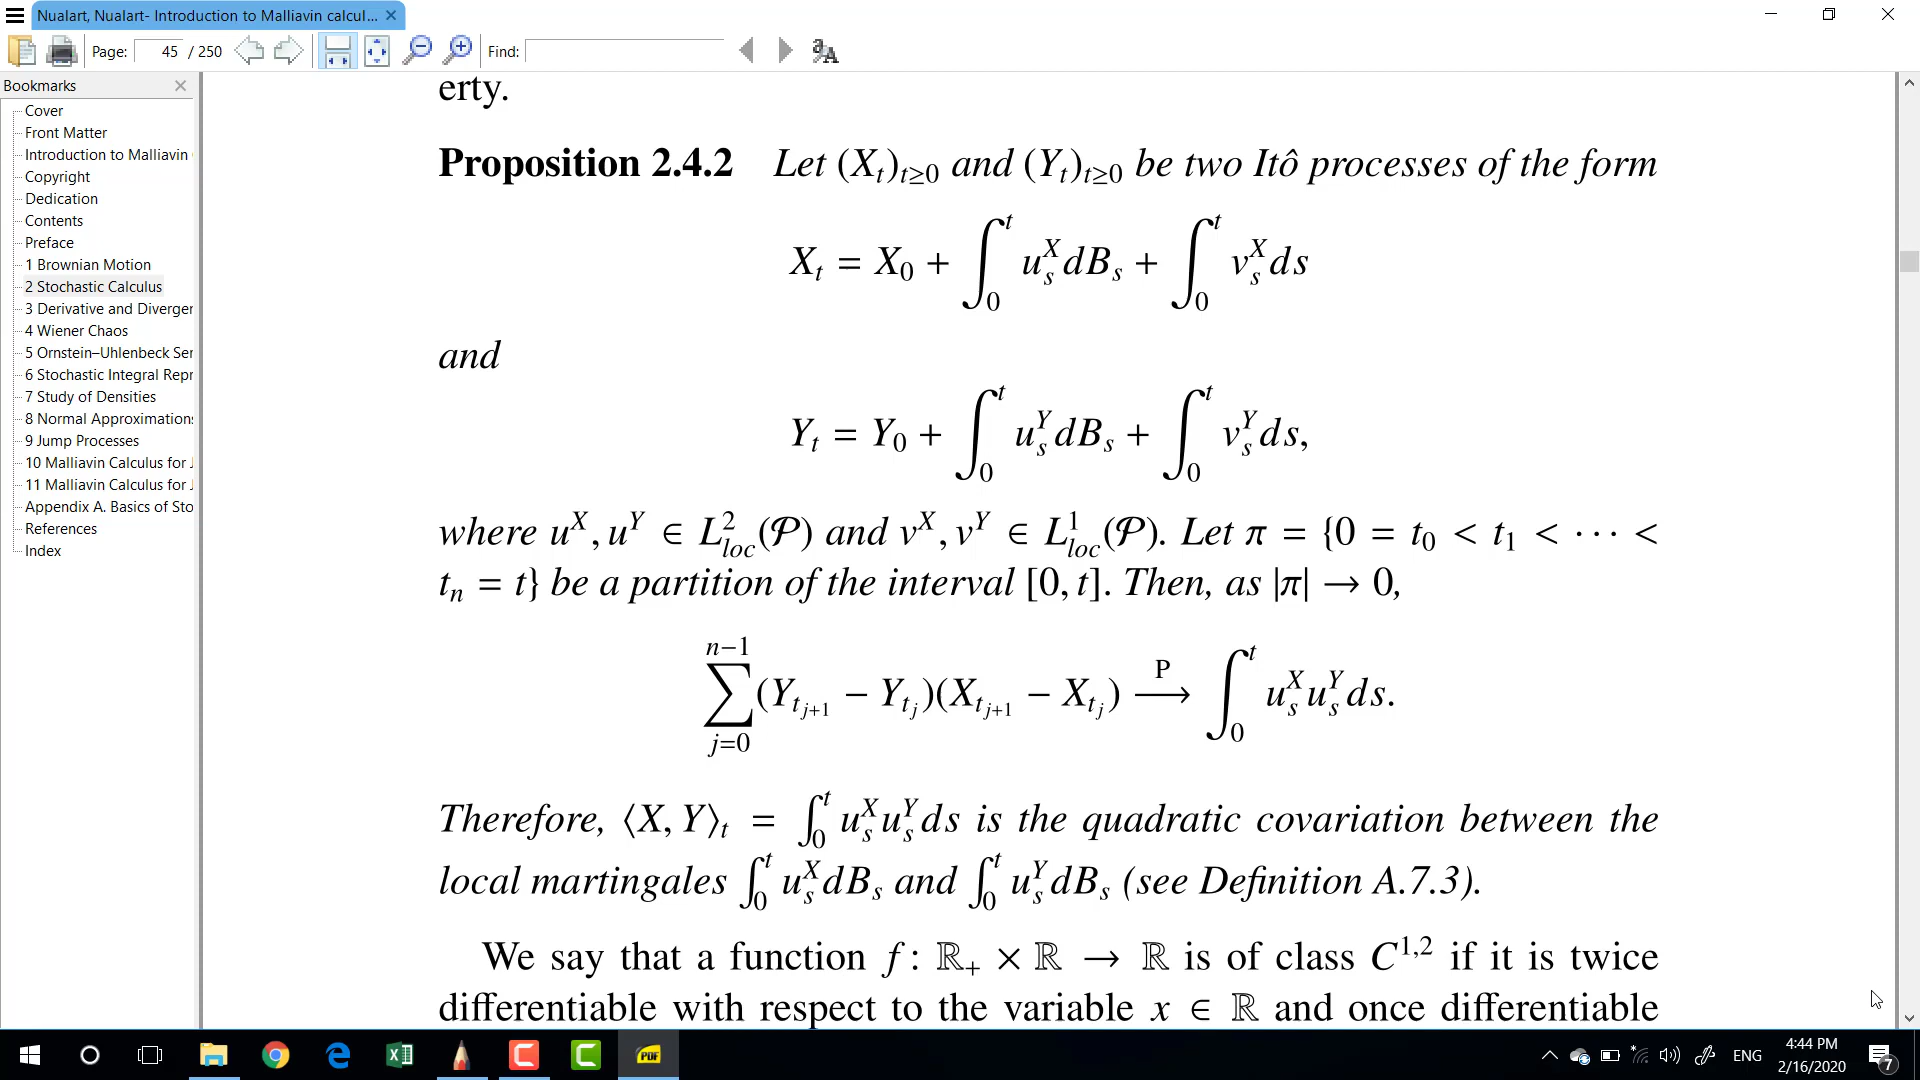 Nualart, Nualart- Introduction to Malliavin calcul...
Page: 45 / 250 Find:
Bookmarks
Cover
Front Matter
Introduction to Malliavin
Copyright
Dedication
Contents
Preface
1 Brownian Motion
2 Stochastic Calculus
3 Derivative and Diverger
4 Wiener Chaos
5 Ornstein–Uhlenbeck Ser
6 Stochastic Integral Repr
7 Study of Densities
8 Normal Approximations
9 Jump Processes
10 Malliavin Calculus for J
11 Malliavin Calculus for J
Appendix A. Basics of Sto
References
Index
erty.
Proposition 2.4.2 Let (X_t)_{t≥0} and (Y_t)_{t≥0} be two Itô processes of the form
X_t = X_0 + ∫_0^t u_s^X dB_s + ∫_0^t v_s^X ds
and
Y_t = Y_0 + ∫_0^t u_s^Y dB_s + ∫_0^t v_s^Y ds,
where u^X, u^Y ∈ L^2_{loc}(𝒫) and v^X, v^Y ∈ L^1_{loc}(𝒫). Let π = {0 = t_0 < t_1 < ⋯ <
t_n = t} be a partition of the interval [0, t]. Then, as |π| → 0,
∑_{j=0}^{n−1} (Y_{t_{j+1}} − Y_{t_j})(X_{t_{j+1}} − X_{t_j}) ⟶^P ∫_0^t u_s^X u_s^Y ds.
Therefore, ⟨X, Y⟩_t = ∫_0^t u_s^X u_s^Y ds is the quadratic covariation between the
local martingales ∫_0^t u_s^X dB_s and ∫_0^t u_s^Y dB_s (see Definition A.7.3).
We say that a function f : ℝ_+ × ℝ → ℝ is of class C^{1,2} if it is twice
differentiable with respect to the variable x ∈ ℝ and once differentiable
PDF
ENG
4:44 PM
2/16/2020
7